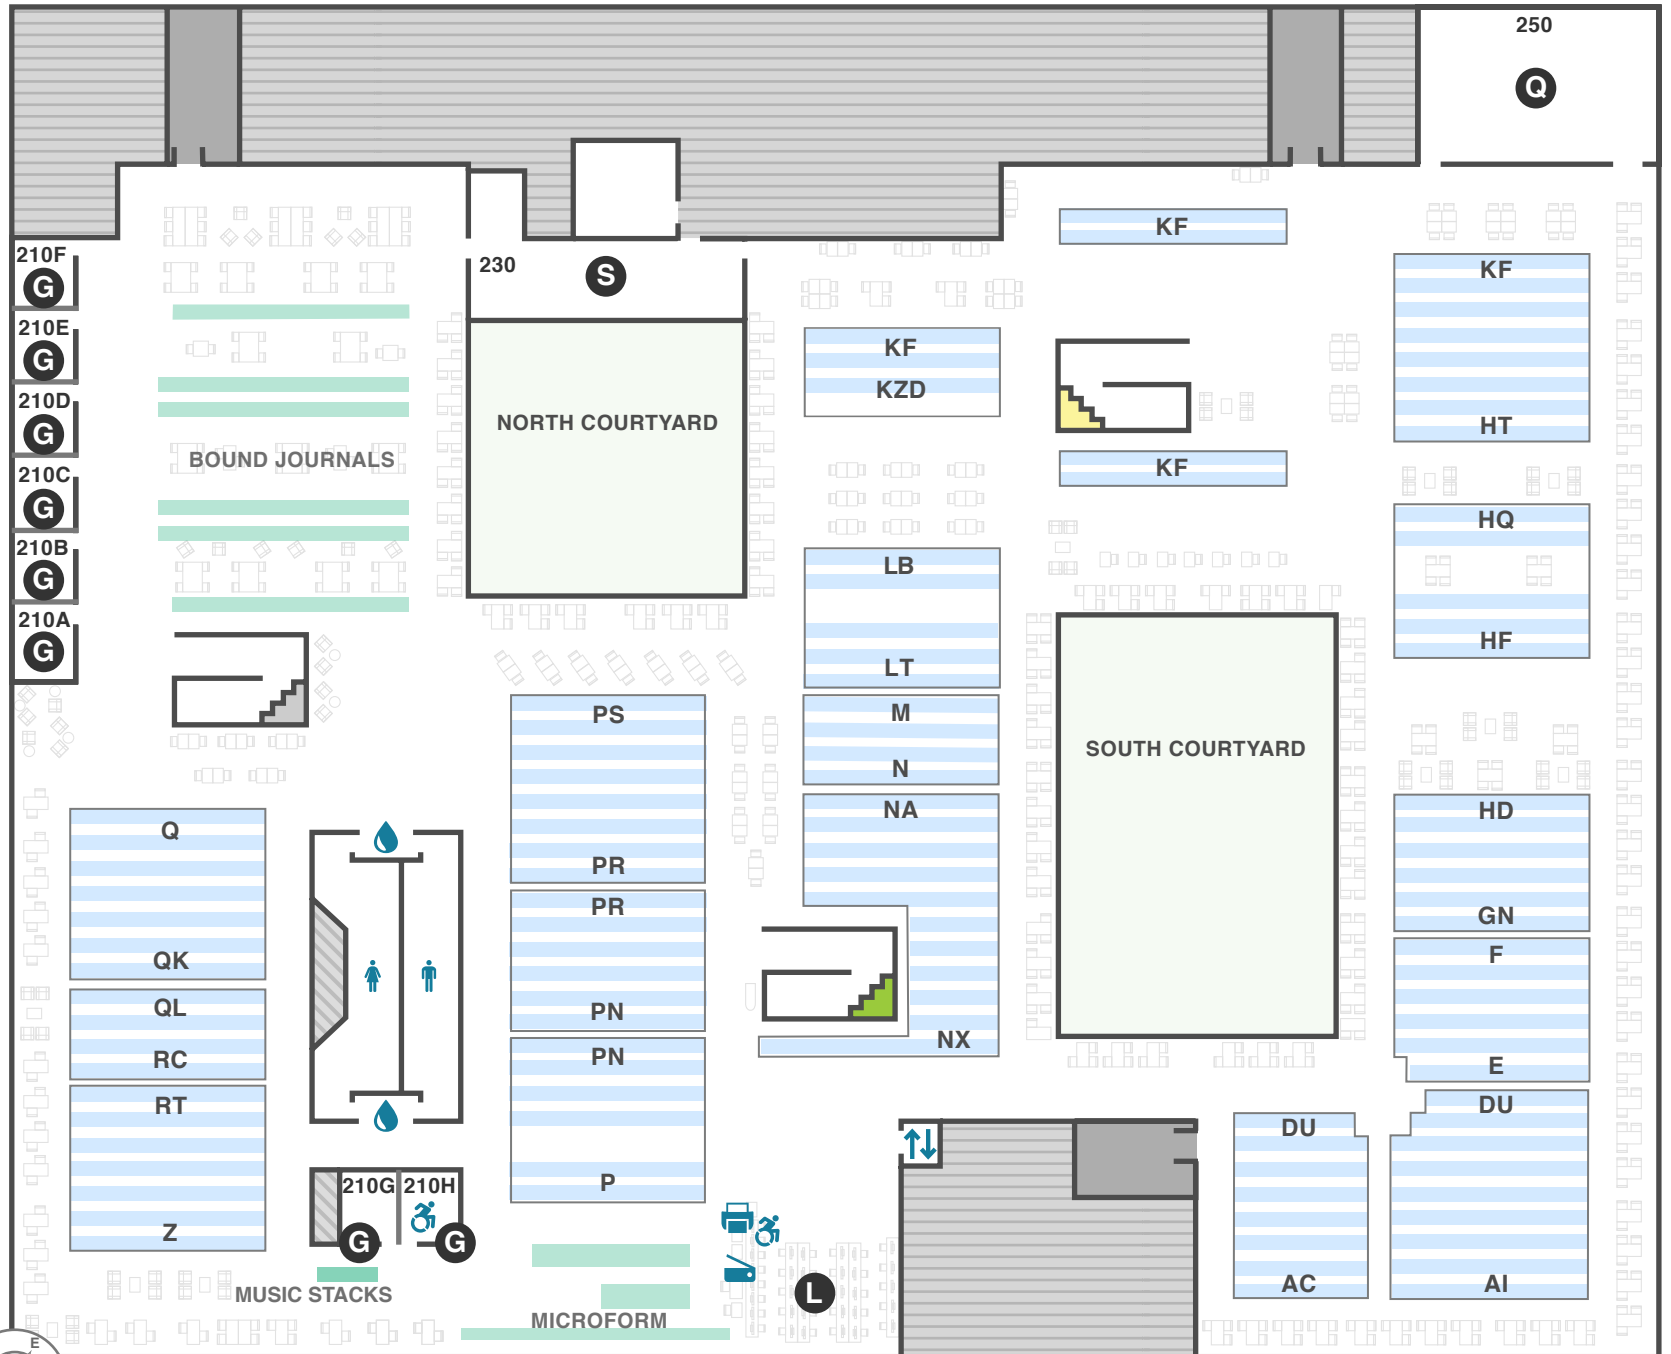 250
Q
KF
210F
G
230
S
KF
210E
G
KF
KZD
210D
G
NORTH COURTYARD
HT
BOUND JOURNALS
KF
210C
G
HQ
210B
G
LB
210A
G
HF
LT
PS
M
SOUTH COURTYARD
N
Q
NA
HD
PR
PR
GN
QK
F
QL
PN
NX
RC
PN
E
RT
DU
DU
P
210G
210H
Z
G
G
MUSIC STACKS
L
AC
AI
MICROFORM
E